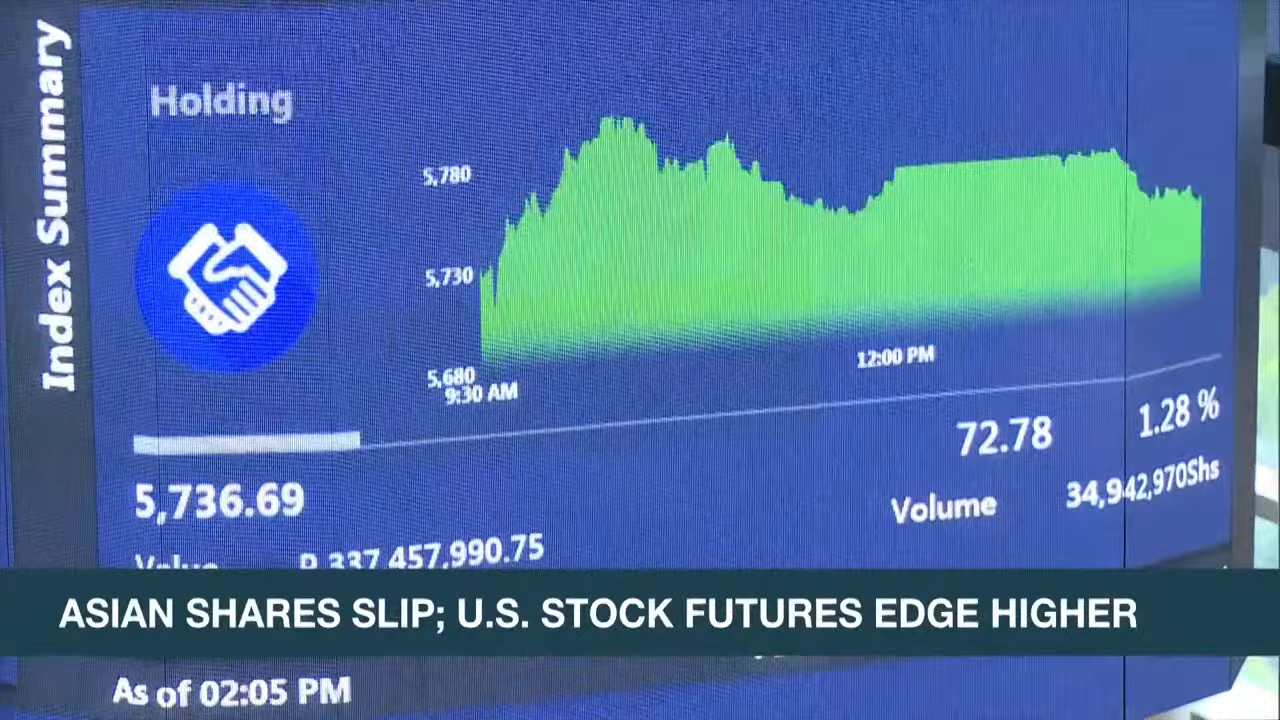 Index Summary
Holding
5,780
5,730
5,680
9:30 AM
12:00 PM
72.78
1.28 %
5,736.69
Volume
34,942,970Shs
Value
P 337,457,990.75
ASIAN SHARES SLIP; U.S. STOCK FUTURES EDGE HIGHER
As of 02:05 PM